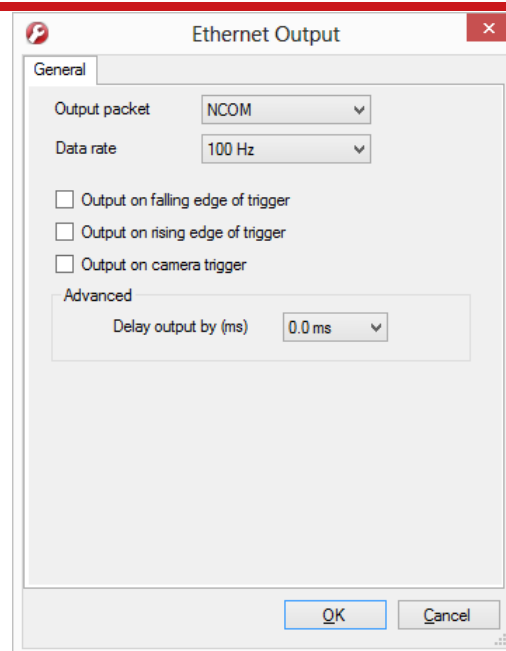 Ethernet Output
General
Output packet NCOM
Data rate 100 Hz
Output on falling edge of trigger
Output on rising edge of trigger
Output on camera trigger
Advanced
Delay output by (ms) 0.0 ms
OK Cancel